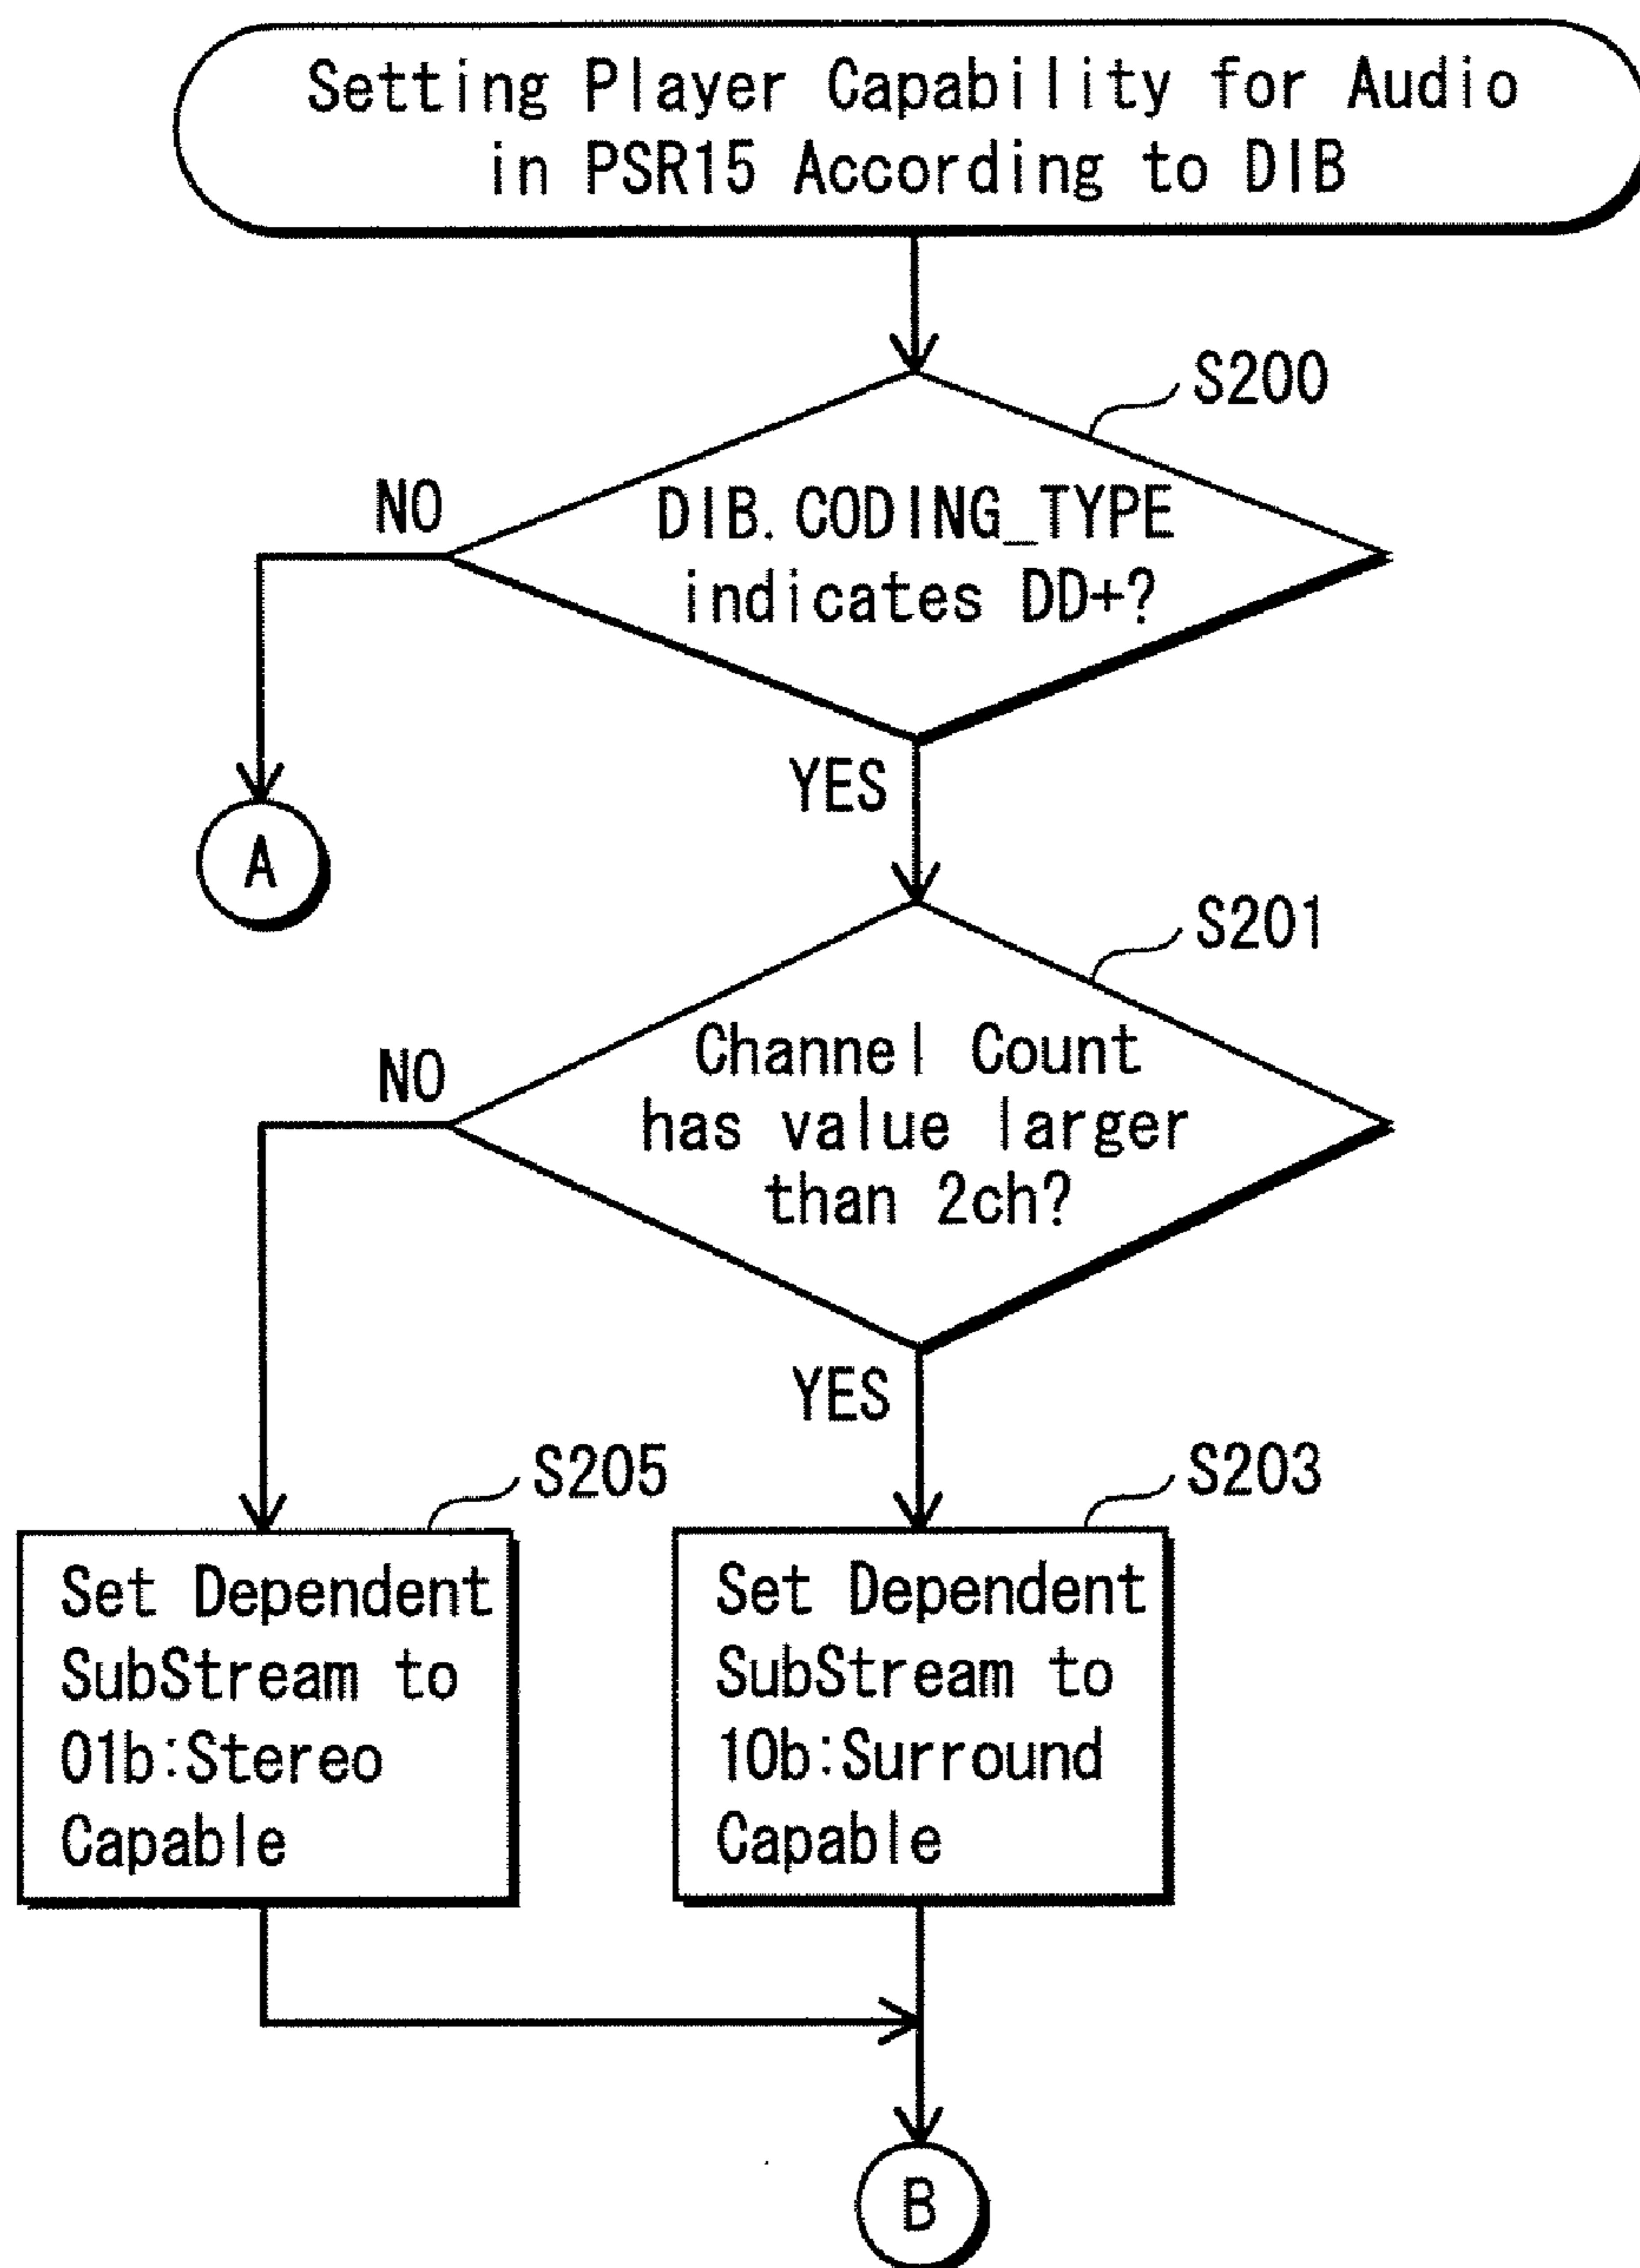 Setting Player Capability for Audio
in PSR15 According to DIB
S200
NO
DIB.CODING_TYPE
indicates DD+?
YES
A
S201
NO
Channel Count
has value larger
than 2ch?
YES
S205
S203
Set Dependent
SubStream to
01b:Stereo
Capable
Set Dependent
SubStream to
10b:Surround
Capable
B